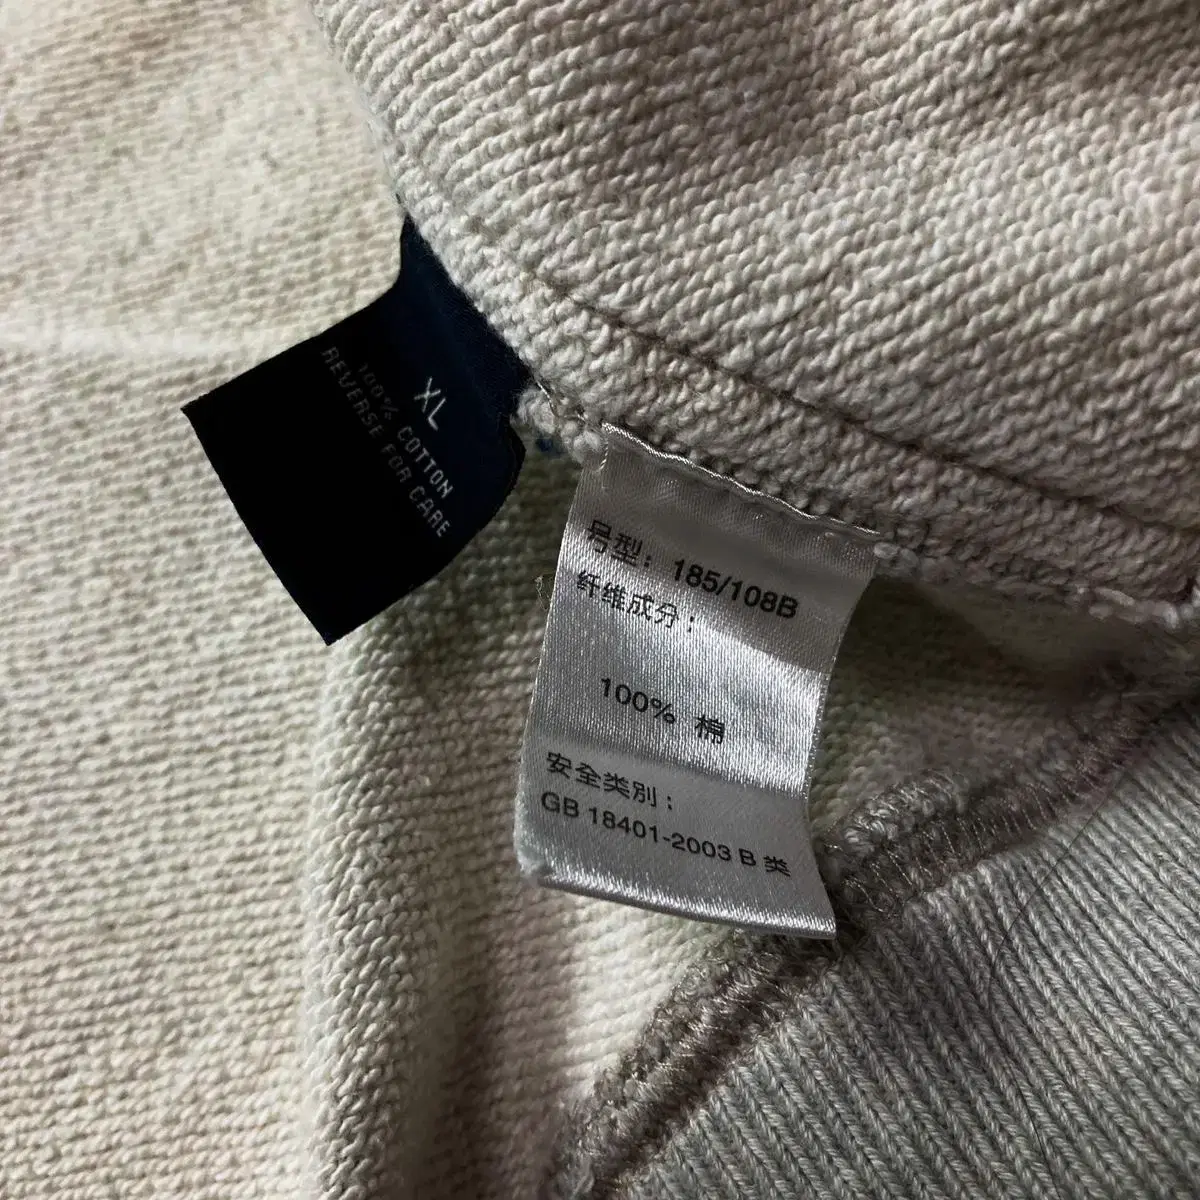 XL
100% COTTON
REVERSE FOR CARE
号型: 185/108B
纤维成分:
100% 棉
安全类别:
GB 18401-2003 B 类